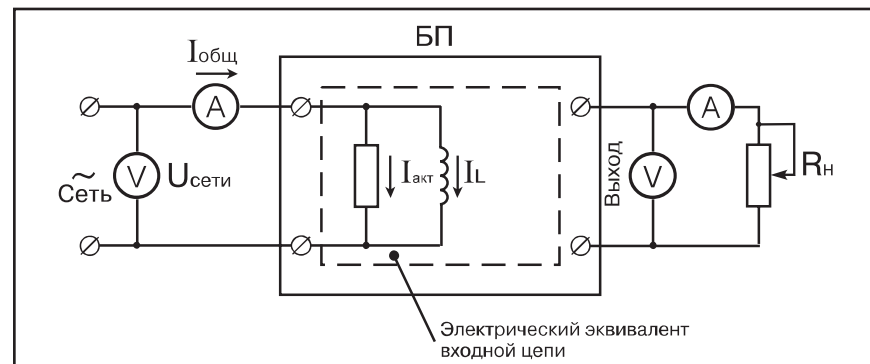 БП
Iобщ
A
A
V
Uсети
~
Сеть
Iакт
IL
Выход
V
Rн
Электрический эквивалент
входной цепи